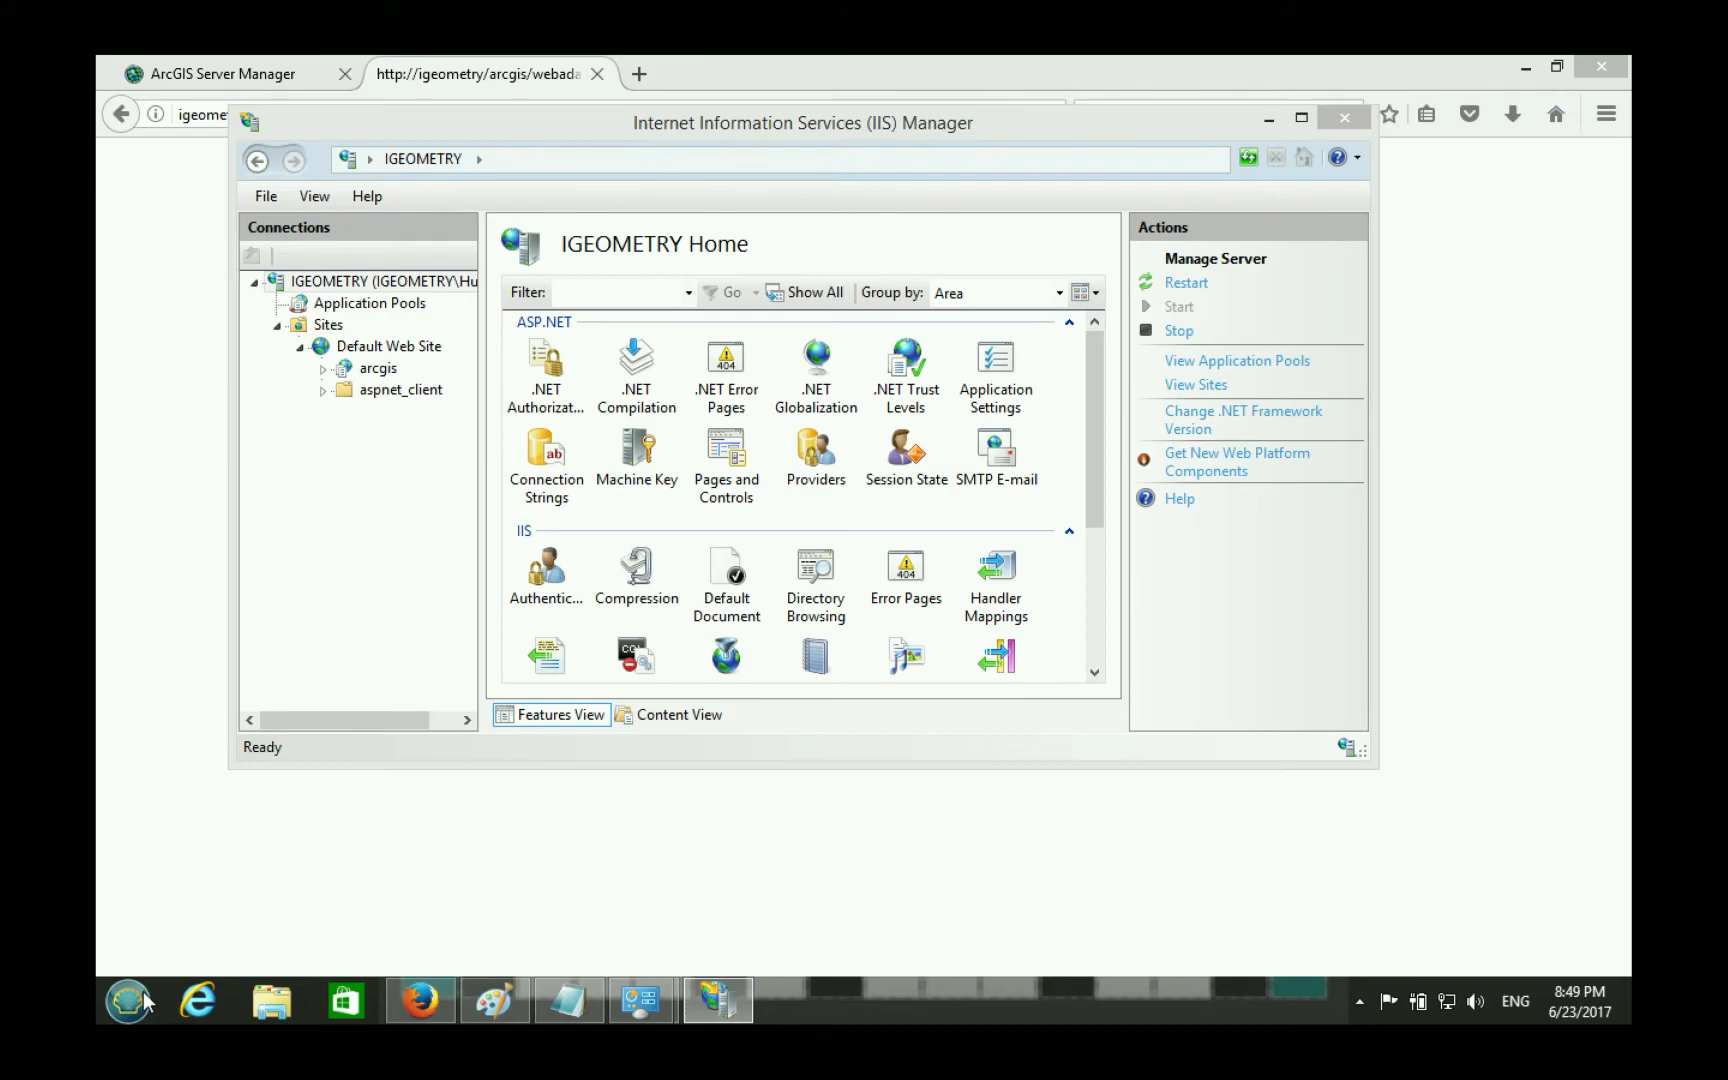 ArcGIS Server Manager
http://igeometry/arcgis/webada
igeome
Internet Information Services (IIS) Manager
IGEOMETRY
File View Help
Connections
IGEOMETRY (IGEOMETRY\Hu
Application Pools
Sites
Default Web Site
arcgis
aspnet_client
IGEOMETRY Home
Filter: Go Show All Group by: Area
ASP.NET
.NET Authorizat...
.NET Compilation
.NET Error Pages
.NET Globalization
.NET Trust Levels
Application Settings
Connection Strings
Machine Key
Pages and Controls
Providers
Session State
SMTP E-mail
IIS
Authentic...
Compression
Default Document
Directory Browsing
Error Pages
Handler Mappings
Features View Content View
Actions
Manage Server
Restart
Start
Stop
View Application Pools
View Sites
Change .NET Framework
Version
Get New Web Platform
Components
Help
Ready
ENG
8:49 PM
6/23/2017